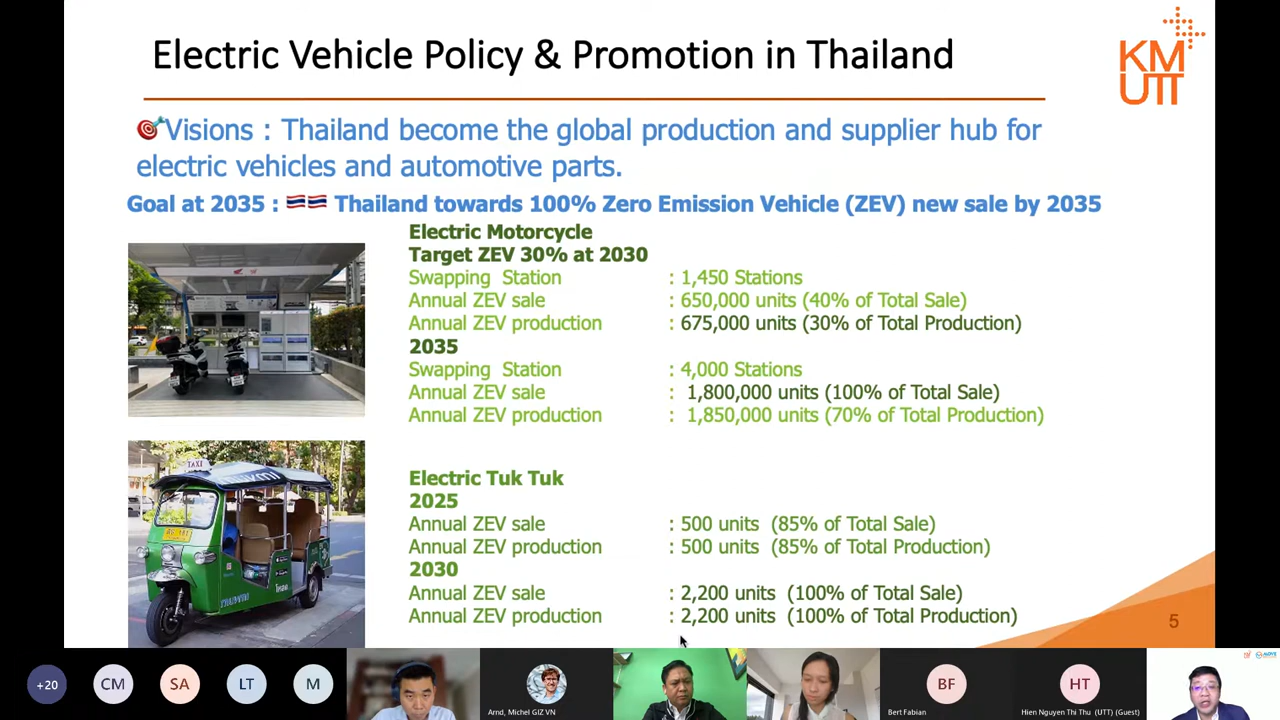 Electric Vehicle Policy & Promotion in Thailand
KM
UTT
Visions : Thailand become the global production and supplier hub for
electric vehicles and automotive parts.
Goal at 2035 : Thailand towards 100% Zero Emission Vehicle (ZEV) new sale by 2035
Electric Motorcycle
Target ZEV 30% at 2030
Swapping Station : 1,450 Stations
Annual ZEV sale : 650,000 units (40% of Total Sale)
Annual ZEV production : 675,000 units (30% of Total Production)
2035
Swapping Station : 4,000 Stations
Annual ZEV sale : 1,800,000 units (100% of Total Sale)
Annual ZEV production : 1,850,000 units (70% of Total Production)
TAXI
Electric Tuk Tuk
2025
Annual ZEV sale : 500 units (85% of Total Sale)
Annual ZEV production : 500 units (85% of Total Production)
2030
Annual ZEV sale : 2,200 units (100% of Total Sale)
Annual ZEV production : 2,200 units (100% of Total Production)
5
+20
CM
SA
LT
M
Arnd, Michel GIZ VN
BF
Bert Fabian
HT
Hien Nguyen Thi Thu (UTT) (Guest)